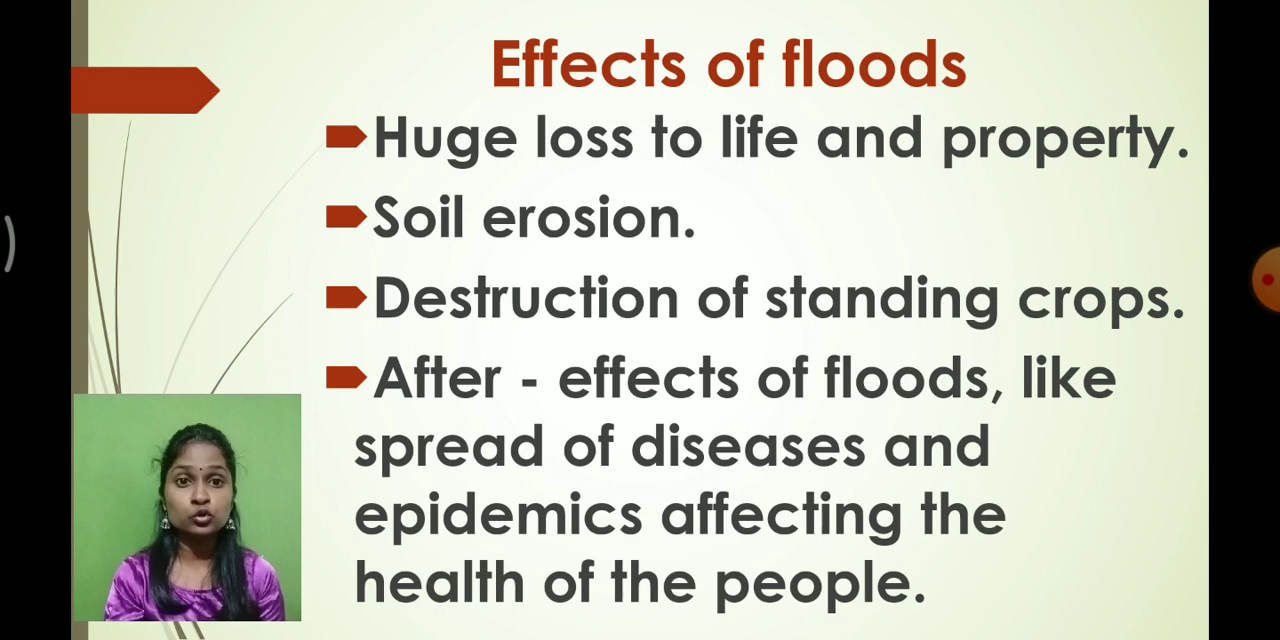 Effects of floods
Huge loss to life and property.
Soil erosion.
Destruction of standing crops.
After - effects of floods, like
spread of diseases and
epidemics affecting the
health of the people.